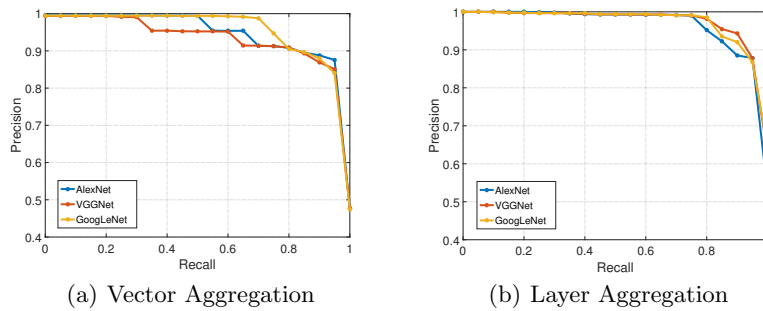 1
0.9
0.8
0.7
0.6
0.5
0.4
Precision
AlexNet
VGGNet
GoogLeNet
0 0.2 0.4 0.6 0.8 1
Recall
(a) Vector Aggregation
1
0.9
0.8
0.7
0.6
0.5
0.4
Precision
AlexNet
VGGNet
GoogLeNet
0 0.2 0.4 0.6 0.8
Recall
(b) Layer Aggregation